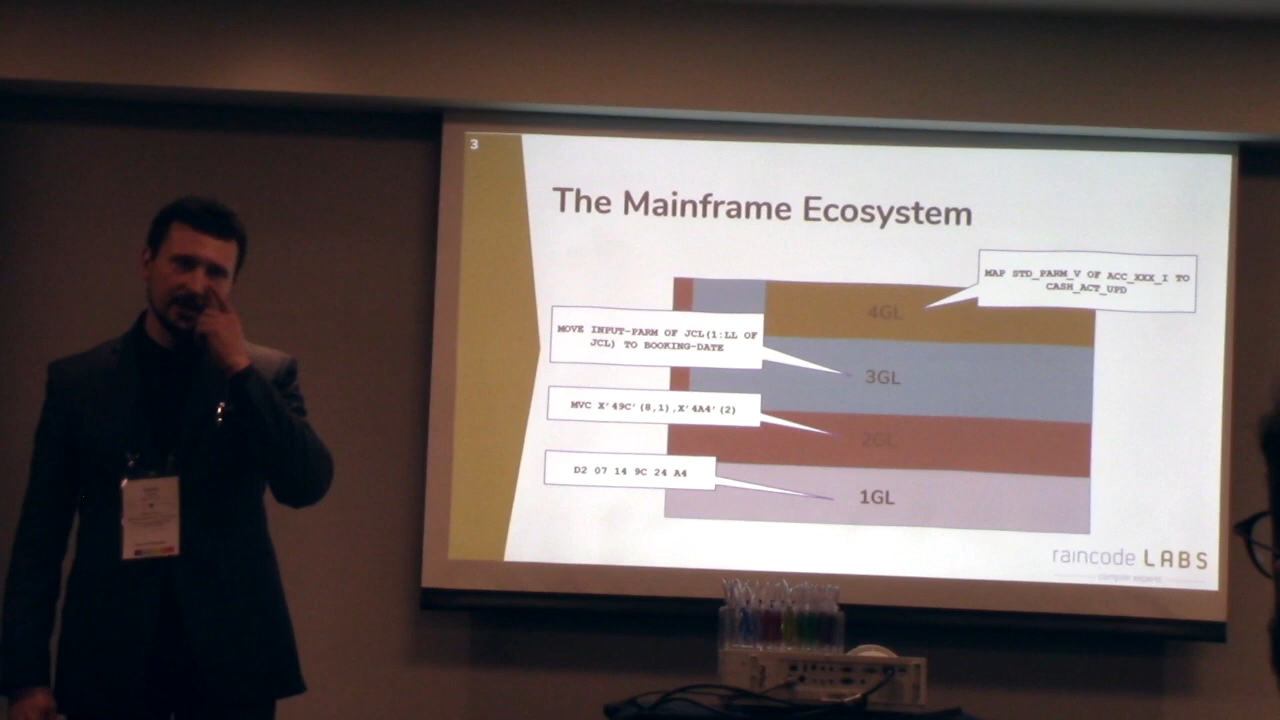 3
The Mainframe Ecosystem
MAP STD_PARM_V OF ACC_XXX_I TO
CASH_ACT_UPD
4GL
MOVE INPUT-PARM OF JCL(1:LL OF
JCL) TO BOOKING-DATE
3GL
MVC X'49C'(8,1),X'4A4'(2)
2GL
D2 07 14 9C 24 A4
1GL
raincode LABS
compiler experts